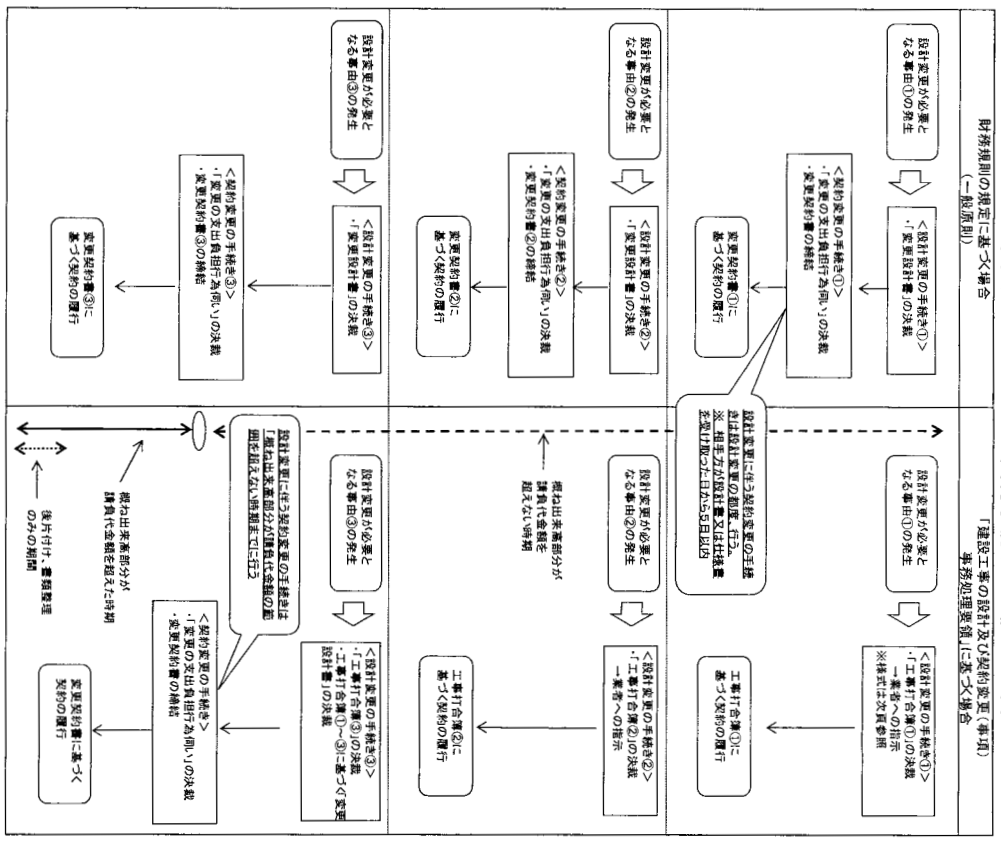 財務規則の規定に基づく場合
(一般原則)
設計変更が必要と
なる事由①の発生
<設計変更の手続き①>
・「変更設計書」の決裁
<契約変更の手続き①>
・「変更の支出負担行為伺い」の決裁
・変更契約書の締結
変更契約書①に
基づく契約の履行
設計変更に伴う契約変更の手続
きは設計変更の都度、行う。
※ 相手方が設計書又は仕様書
を受け取った日から5日以内
設計変更が必要と
なる事由②の発生
<設計変更の手続き②>
・「変更設計書」の決裁
<契約変更の手続き②>
・「変更の支出負担行為伺い」の決裁
・変更契約書②の締結
変更契約書②に
基づく契約の履行
設計変更が必要と
なる事由③の発生
<設計変更の手続き③>
・「変更設計書」の決裁
<契約変更の手続き③>
・「変更の支出負担行為伺い」の決裁
・変更契約書③の締結
変更契約書③に
基づく契約の履行
「建設工事の設計及び契約変更(事項)
事務処理要領」に基づく場合
設計変更が必要と
なる事由①の発生
<設計変更の手続き①>
・「工事打合簿①」の決裁
→業者への指示
※様式は次頁参照
工事打合簿①に
基づく契約の履行
概ね出来高部分が
請負代金額を
超えない時期
設計変更が必要と
なる事由②の発生
<設計変更の手続き②>
・「工事打合簿②」の決裁
→業者への指示
工事打合簿②に
基づく契約の履行
設計変更が必要と
なる事由③の発生
<設計変更の手続き③>
・「工事打合簿③」の決裁
・工事打合簿①~③に基づく「変更
設計書」の決裁
設計変更に伴う契約変更の手続きは
「概ね出来高部分が請負代金額の範
囲を超えない時期までに行う
<契約変更の手続き>
・「変更の支出負担行為伺い」の決裁
・変更契約書の締結
変更契約書に基づく
契約の履行
概ね出来高部分が
請負代金額を超えた時期
後片付け、書類整理
のみの期間